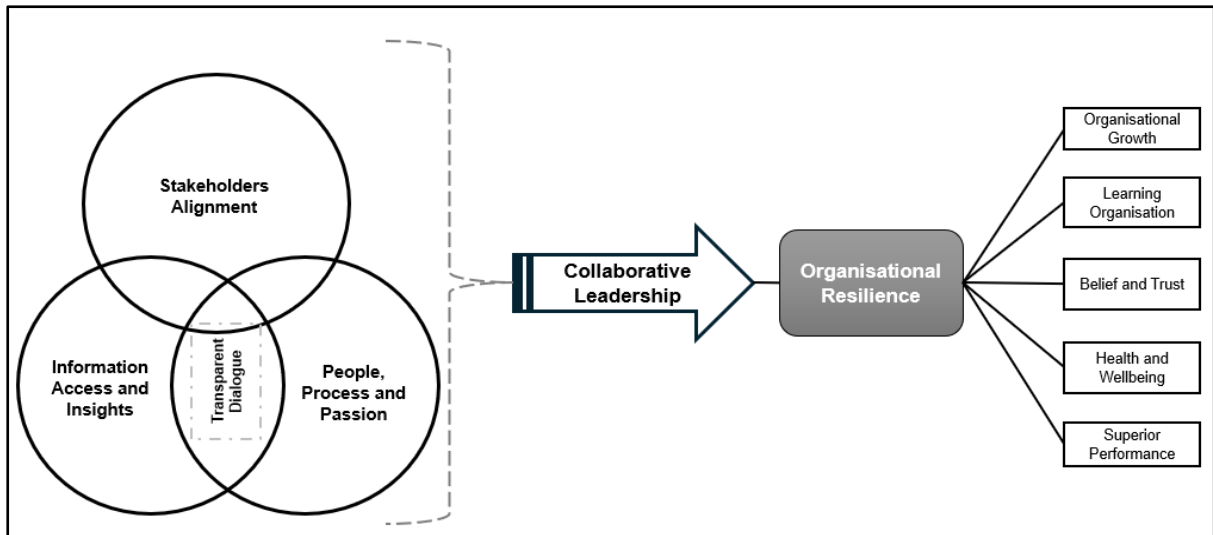 Stakeholders
Alignment
Information
Access and
Insights
Transparent
Dialogue
People,
Process and
Passion
Collaborative
Leadership
Organisational
Resilience
Organisational
Growth
Learning
Organisation
Belief and Trust
Health and
Wellbeing
Superior
Performance